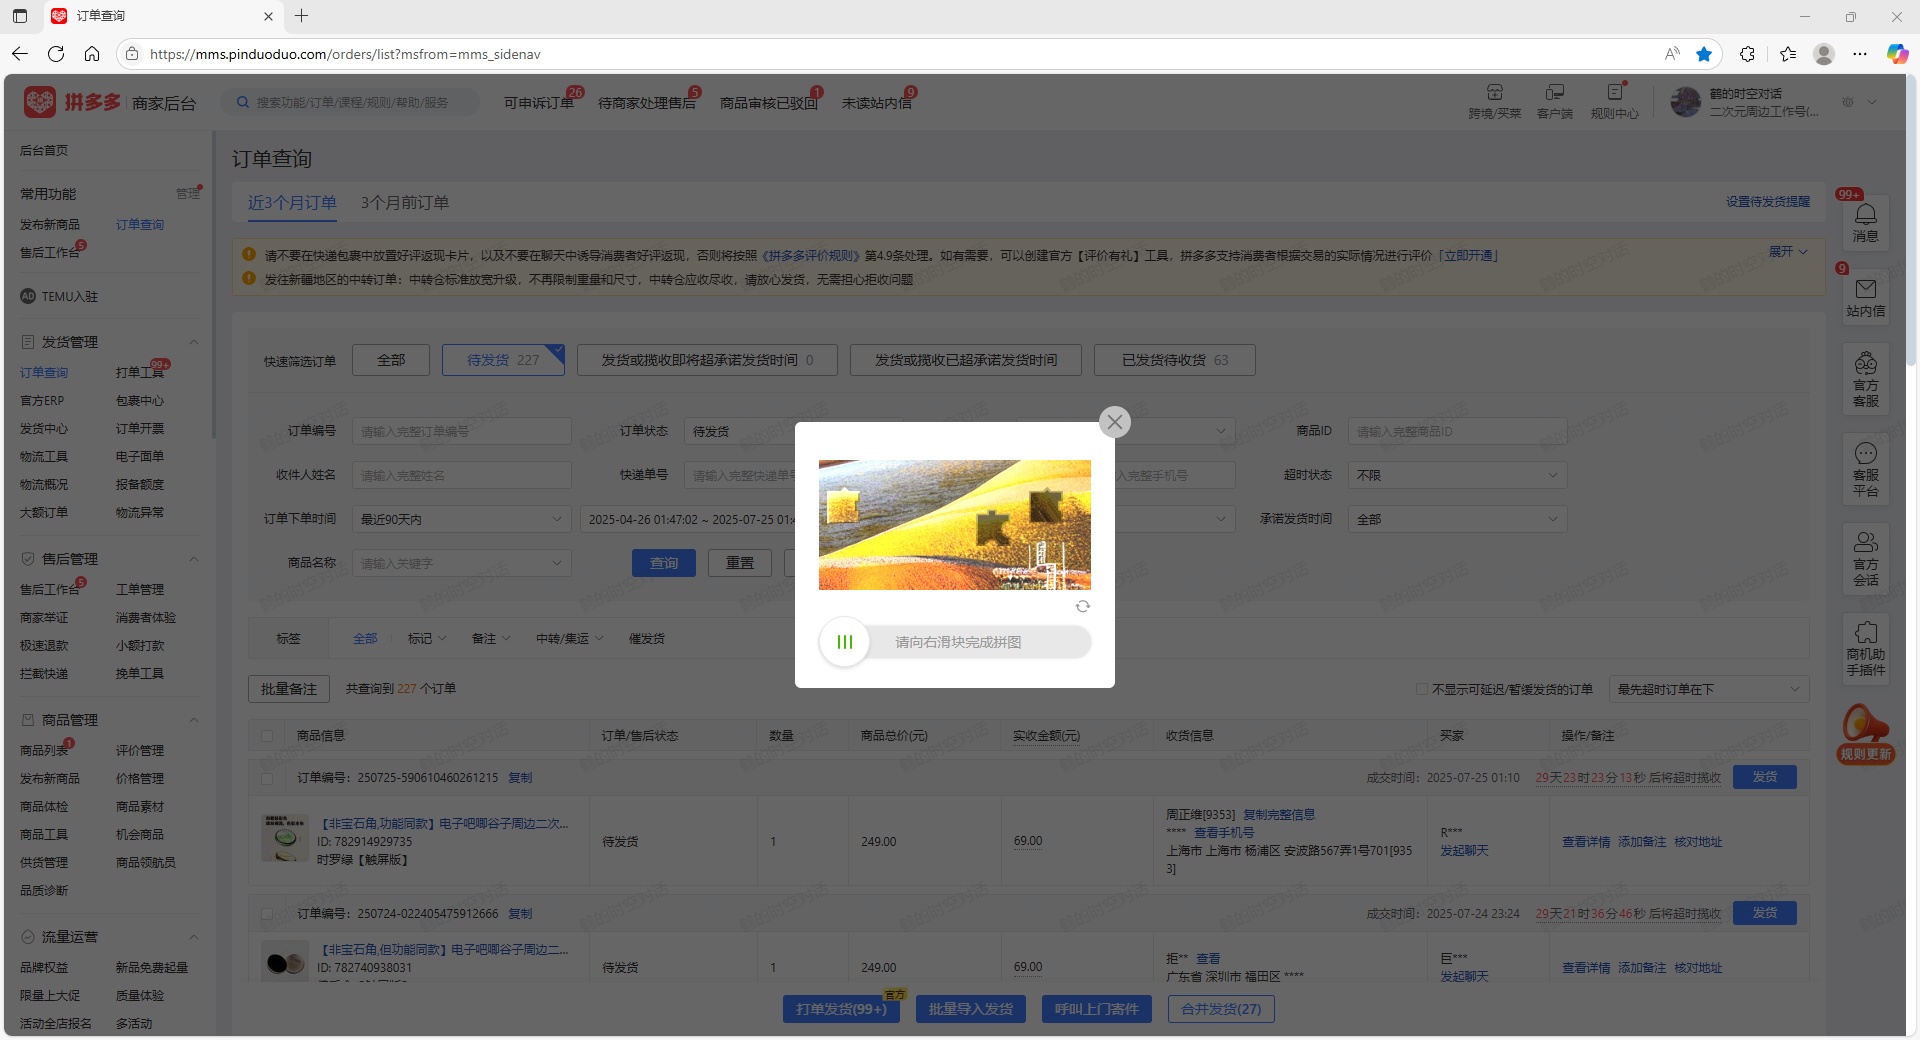 订单查询
https://mms.pinduoduo.com/orders/list?msfrom=mms_sidenav
拼多多 商家后台
搜索功能/订单/课程/规则/帮助/服务
可申诉订单 26
待商家处理售后 5
商品审核已驳回 1
未读站内信 9
跨境/买菜
客户端
规则中心
鹤的时空对话
二次元周边工作号(...
后台首页
常用功能 管理
发布新商品 订单查询
售后工作台 5
AD TEMU入驻
发货管理
订单查询 打单工具 99+
官方ERP 包裹中心
发货中心 订单开票
物流工具 电子面单
物流概况 报备额度
大额订单 物流异常
售后管理
售后工作台 5 工单管理
商家举证 消费者体验
极速退款 小额打款
拦截快递 挽单工具
商品管理
商品列表 1 评价管理
发布新商品 价格管理
商品体检 商品素材
商品工具 机会商品
供货管理 商品领航员
品质诊断
流量运营
品牌权益 新品免费起量
限量上大促 质量体验
活动全店报名 多活动
订单查询
近3个月订单 3个月前订单 设置待发货提醒
请不要在快递包裹中放置好评返现卡片，以及不要在聊天中诱导消费者好评返现，否则将按照《拼多多评价规则》第4.9条处理。如有需要，可以创建官方【评价有礼】工具，拼多多支持消费者根据交易的实际情况进行评价「立即开通」 展开
发往新疆地区的中转订单：中转仓标准放宽升级，不再限制重量和尺寸，中转仓应收尽收，请放心发货，无需担心拒收问题
快速筛选订单 全部 待发货 227 发货或揽收即将超承诺发货时间 0 发货或揽收已超承诺发货时间 已发货待收货 63
订单编号 请输入完整订单编号 订单状态 待发货 商品ID 请输入完整商品ID
收件人姓名 请输入完整姓名 快递单号 请输入完整快递单号 入完整手机号 超时状态 不限
订单下单时间 最近90天内 2025-04-26 01:47:02 ~ 2025-07-25 01:4 承诺发货时间 全部
商品名称 请输入关键字 查询 重置
请向右滑块完成拼图
标签 全部 标记 备注 中转/集运 催发货
批量备注 共查询到 227 个订单 不显示可延迟/暂缓发货的订单 最先超时订单在下
商品信息 订单/售后状态 数量 商品总价(元) 实收金额(元) 收货信息 买家 操作/备注
订单编号：250725-590610460261215 复制 成交时间：2025-07-25 01:10 29天23时23分13秒 后将超时揽收 发货
【非宝石角,功能同款】电子吧唧谷子周边二次...
ID: 782914929735
时罗绿【触屏版】
待发货 1 249.00 69.00
周正维[9353] 复制完整信息
**** 查看手机号
上海市 上海市 杨浦区 安波路567弄1号701[935
3]
R***
发起聊天
查看详情 添加备注 核对地址
订单编号：250724-022405475912666 复制 成交时间：2025-07-24 23:24 29天21时36分46秒 后将超时揽收 发货
【非宝石角,但功能同款】电子吧唧谷子周边二...
ID: 782740938031
待发货 1 249.00 69.00
拒** 查看
广东省 深圳市 福田区 ****
巨***
发起聊天
查看详情 添加备注 核对地址
打单发货(99+) 官方 批量导入发货 呼叫上门寄件 合并发货(27)
99+
消息
9
站内信
官方
客服
客服
平台
官方
会话
商机助
手插件
规则更新